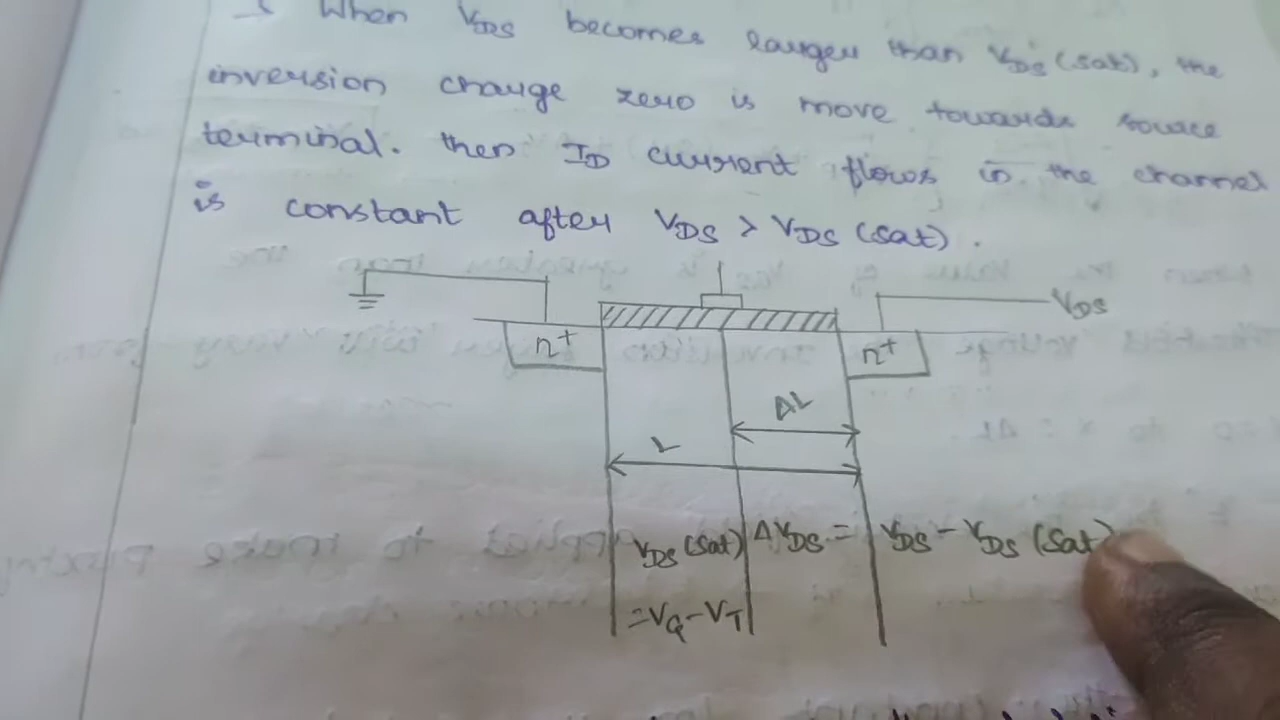 → When VDS becomes larger than VDS (sat), the
inversion charge zero is move towards source
terminal. then ID current flows in the channel
is constant after VDS > VDS (sat).
VDS
n+
n+
ΔL
L
VDS (sat) ΔVDS = VDS - VDS (sat)
= VG - VT